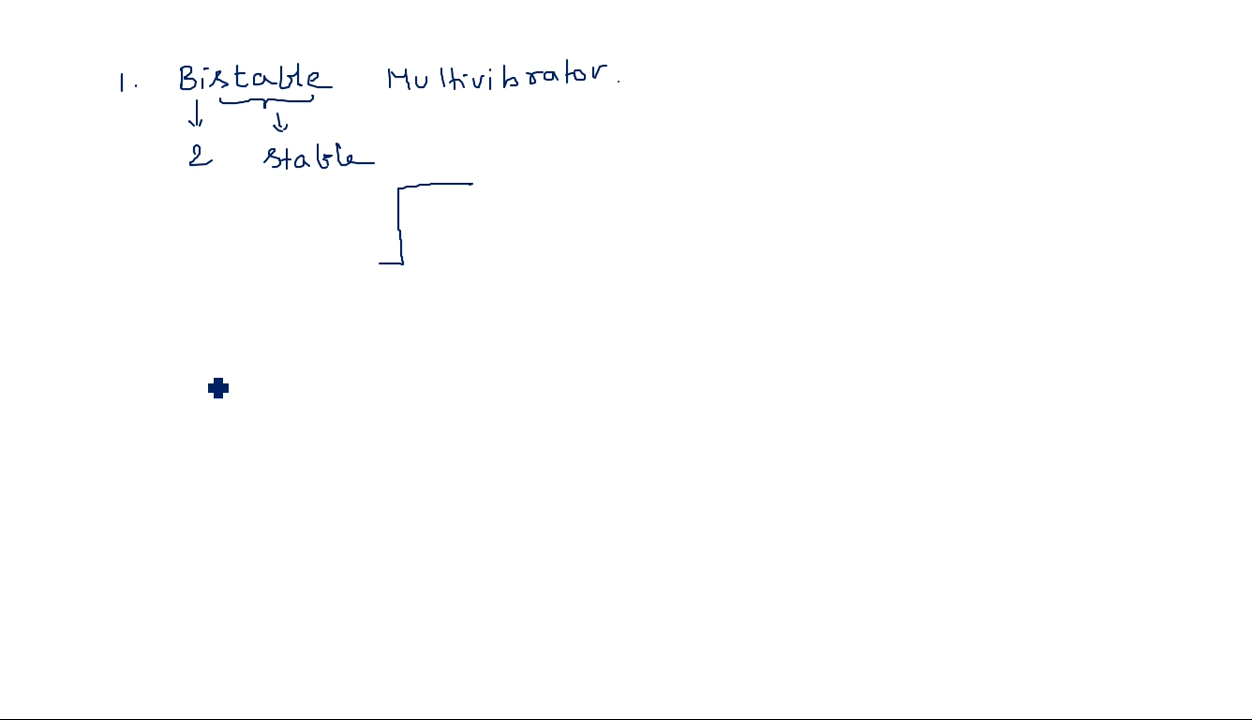 1. Bistable Multivibrator.
↓ ↓
2 stable